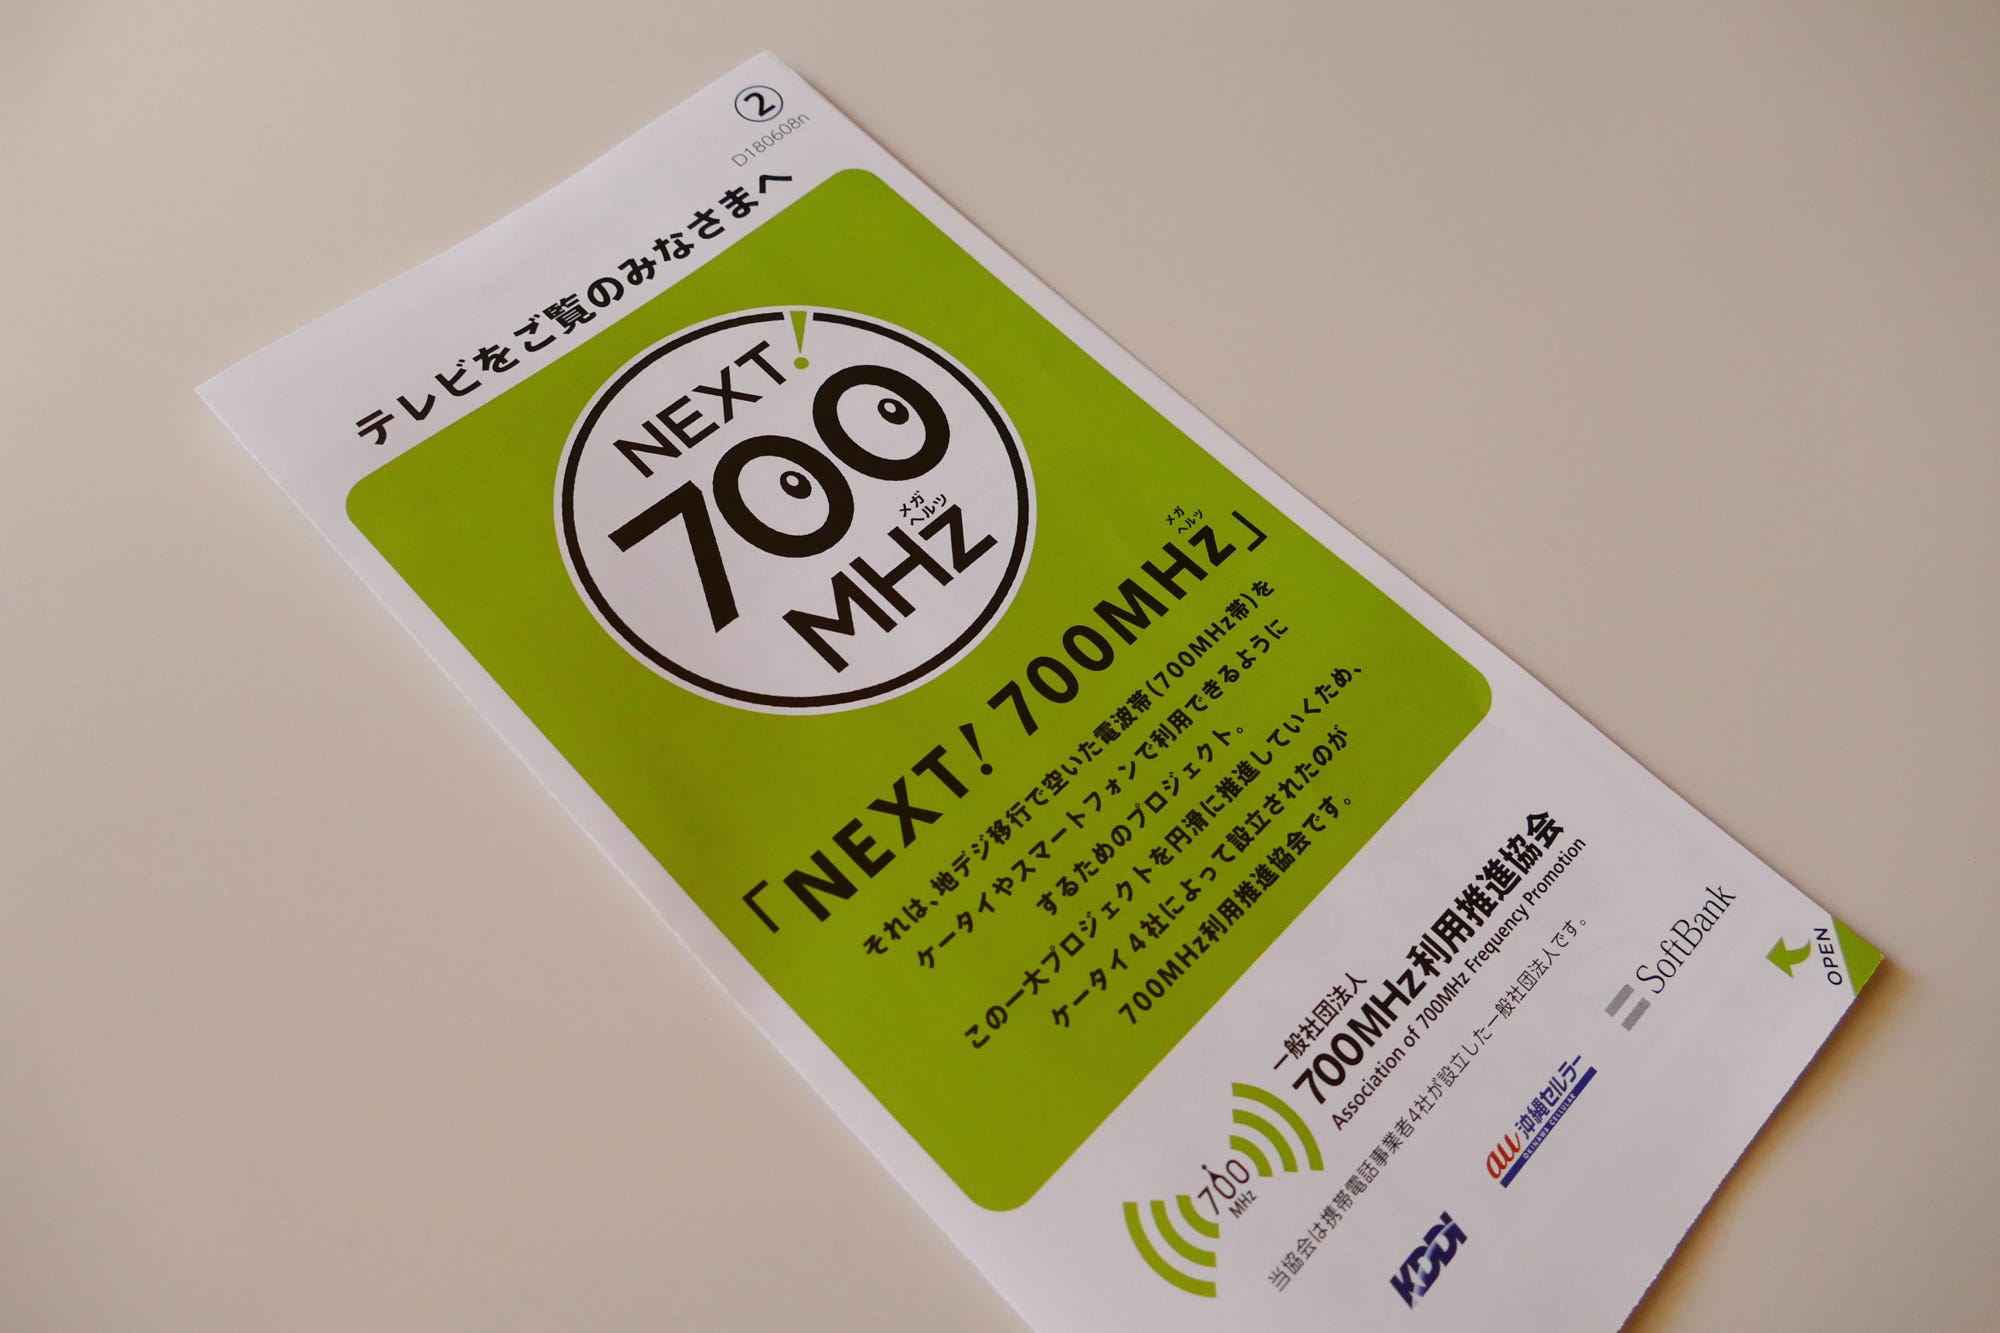 ②
D180608n
テレビをご覧のみなさまへ
NEXT!
700
メガ
ヘルツ
MHz
メガ
ヘルツ
「NEXT! 700MHz」
それは、地デジ移行で空いた電波帯(700MHz帯)を
ケータイやスマートフォンで利用できるように
するためのプロジェクト。
この一大プロジェクトを円滑に推進していくため、
ケータイ4社によって設立されたのが
700MHz利用推進協会です。
700
MHz
一般社団法人
700MHz利用推進協会
Association of 700MHz Frequency Promotion
当協会は携帯電話事業者4社が設立した一般社団法人です。
KDDI
au 沖縄セルラー
OKINAWA CELLULAR
SoftBank
OPEN